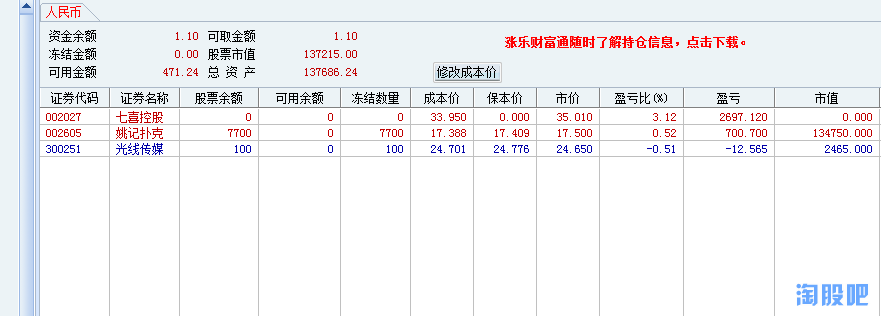 人民币
资金余额 1.10 可取金额 1.10
冻结金额 0.00 股票市值 137215.00
可用金额 471.24 总 资 产 137686.24
涨乐财富通随时了解持仓信息，点击下载。
修改成本价
证券代码 证券名称 股票余额 可用余额 冻结数量 成本价 保本价 市价 盈亏比(%) 盈亏 市值
002027 七喜控股 0 0 0 33.950 0.000 35.010 3.12 2697.120 0.000
002605 姚记扑克 7700 0 7700 17.388 17.409 17.500 0.52 700.700 134750.000
300251 光线传媒 100 0 100 24.701 24.776 24.650 -0.51 -12.565 2465.000
淘股吧